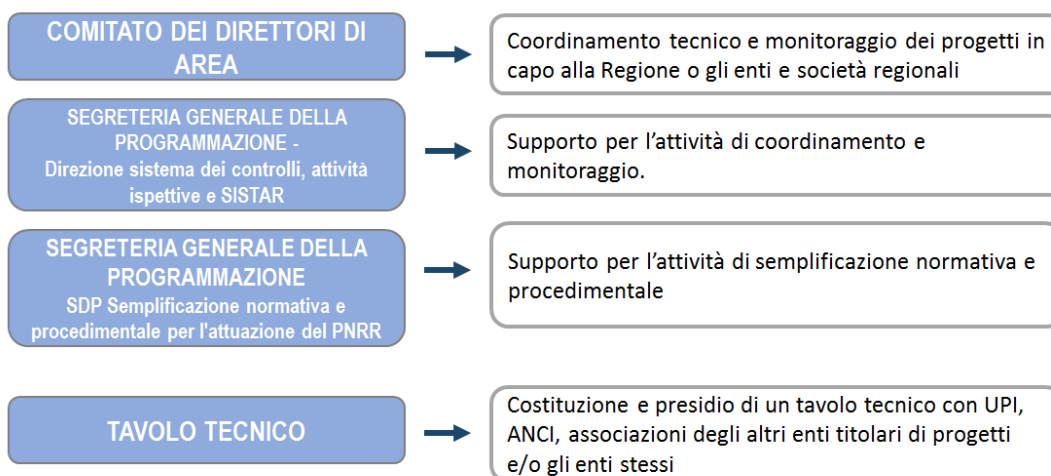 COMITATO DEI DIRETTORI DI
AREA
Coordinamento tecnico e monitoraggio dei progetti in
capo alla Regione o gli enti e società regionali
SEGRETERIA GENERALE DELLA
PROGRAMMAZIONE -
Direzione sistema dei controlli, attività
ispettive e SISTAR
Supporto per l'attività di coordinamento e
monitoraggio.
SEGRETERIA GENERALE DELLA
PROGRAMMAZIONE
SDP Semplificazione normativa e
procedimentale per l'attuazione del PNRR
Supporto per l'attività di semplificazione normativa e
procedimentale
TAVOLO TECNICO
Costituzione e presidio di un tavolo tecnico con UPI,
ANCI, associazioni degli altri enti titolari di progetti
e/o gli enti stessi